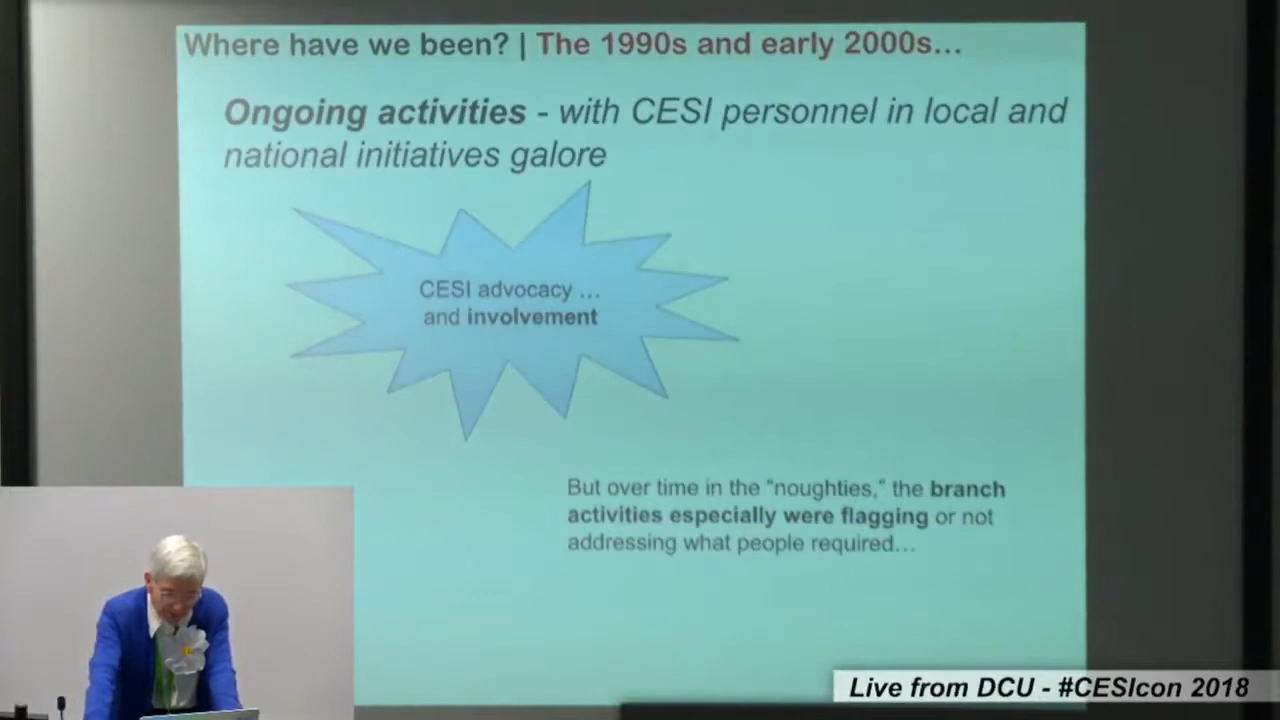 Where have we been? | The 1990s and early 2000s...
Ongoing activities - with CESI personnel in local and
national initiatives galore
CESI advocacy ...
and involvement
But over time in the "noughties," the branch
activities especially were flagging or not
addressing what people required...
Live from DCU - #CESIcon 2018